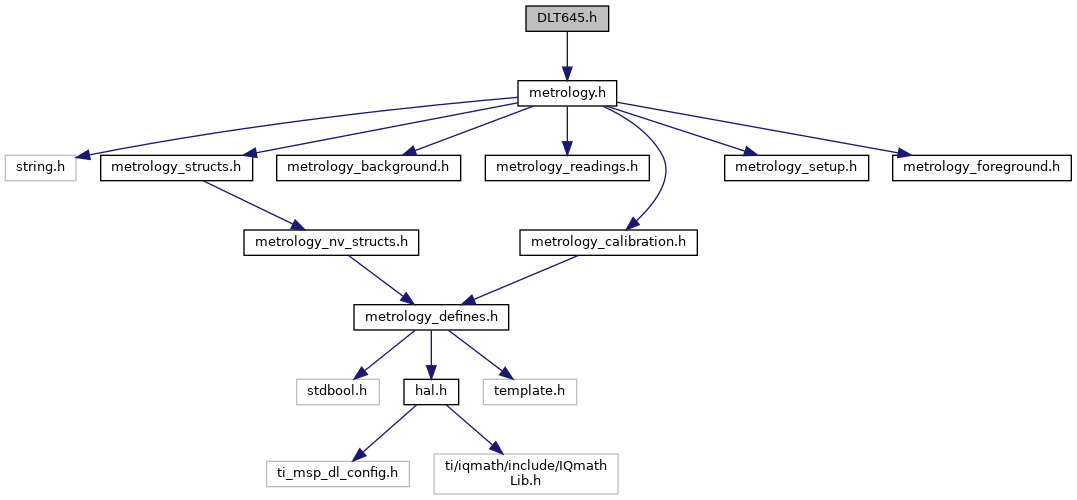 DLT645.h
metrology.h
string.h
metrology_structs.h
metrology_background.h
metrology_readings.h
metrology_setup.h
metrology_foreground.h
metrology_nv_structs.h
metrology_calibration.h
metrology_defines.h
stdbool.h
hal.h
template.h
ti_msp_dl_config.h
ti/iqmath/include/IQmath
Lib.h